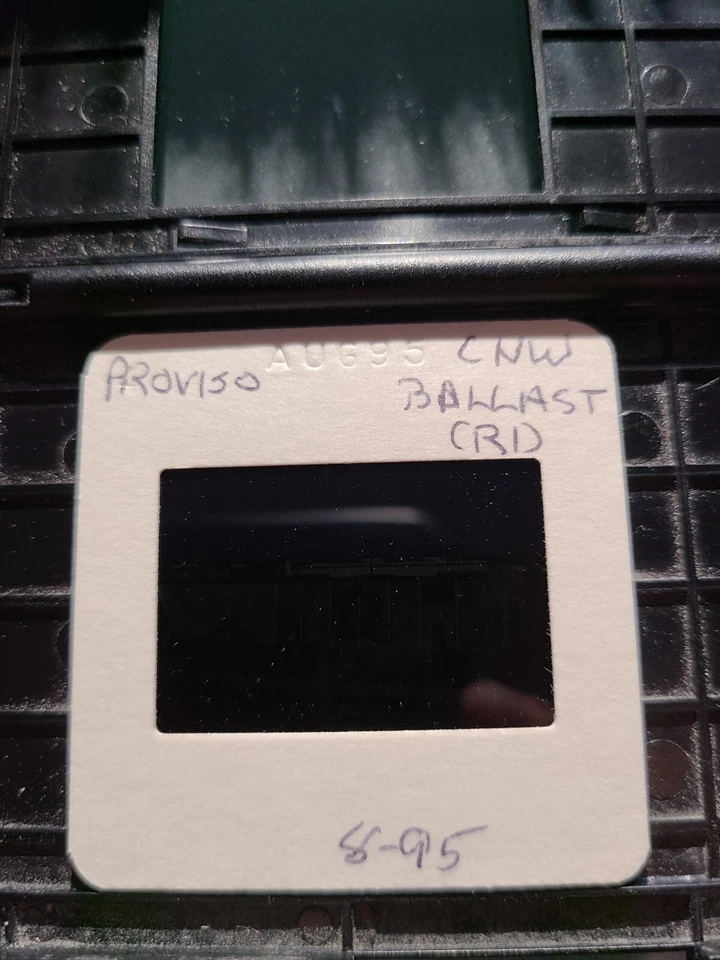 AUG95
PROVISO
CNW
BALLAST
(RI)
8-95